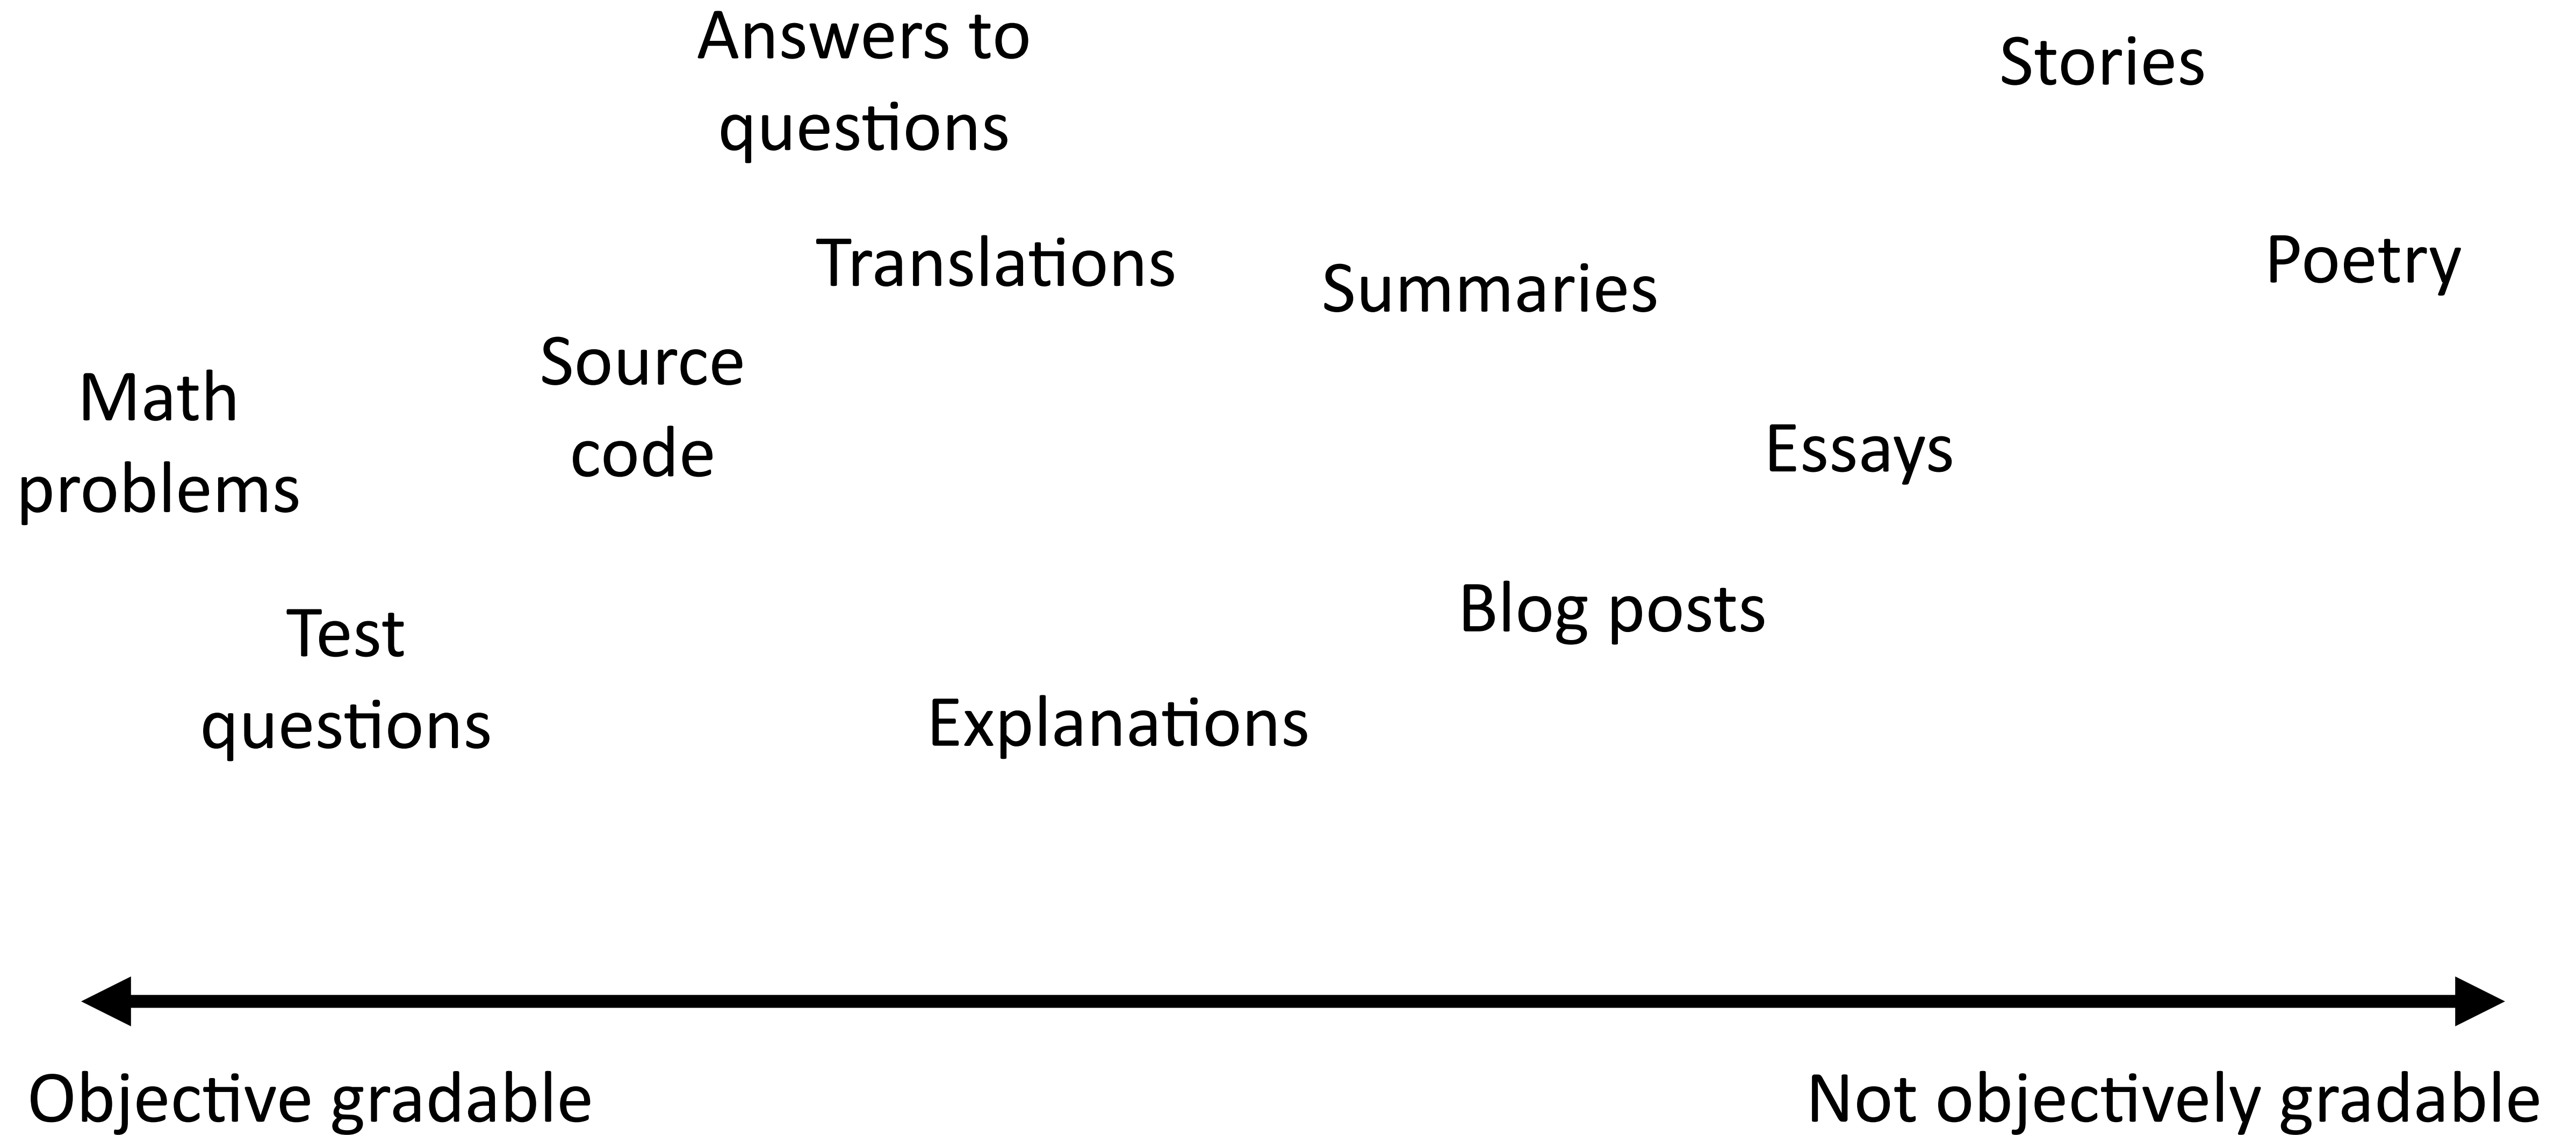 Answers to
questions
Stories
Translations
Summaries
Poetry
Source
code
Math
problems
Essays
Test
questions
Blog posts
Explanations
Objective gradable
Not objectively gradable